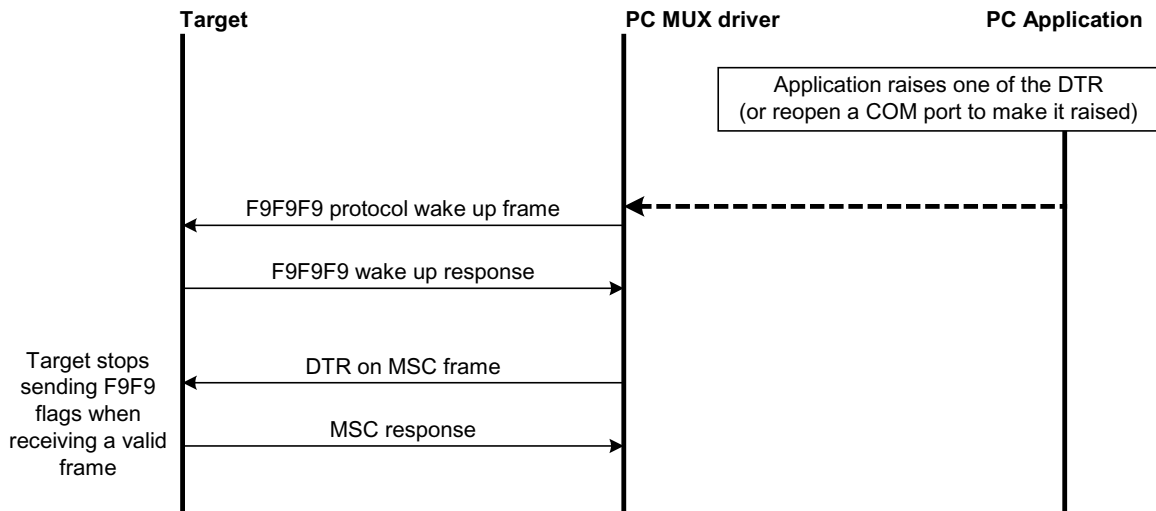 Target
PC MUX driver
PC Application
Application raises one of the DTR
(or reopen a COM port to make it raised)
F9F9F9 protocol wake up frame
F9F9F9 wake up response
DTR on MSC frame
MSC response
Target stops
sending F9F9
flags when
receiving a valid
frame